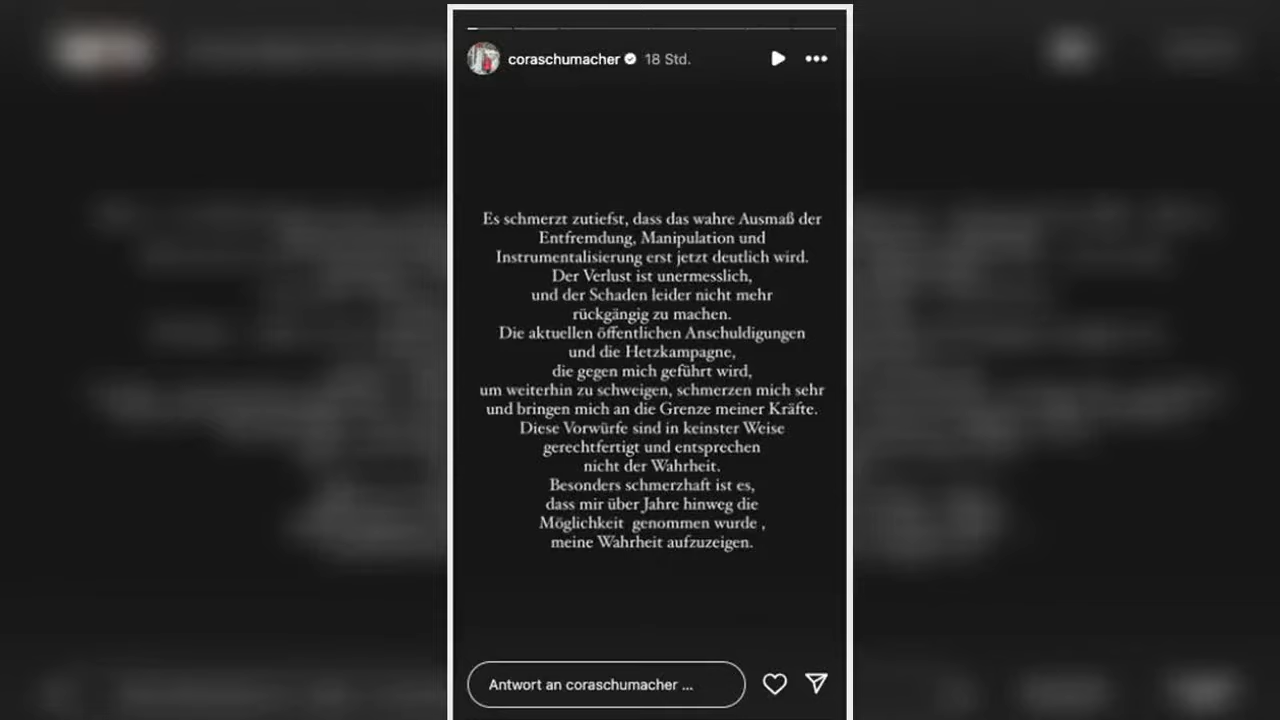 coraschumacher 18 Std.
Es schmerzt zutiefst, dass das wahre Ausmaß der
Entfremdung, Manipulation und
Instrumentalisierung erst jetzt deutlich wird.
Der Verlust ist unermesslich,
und der Schaden leider nicht mehr
rückgängig zu machen.
Die aktuellen öffentlichen Anschuldigungen
und die Hetzkampagne,
die gegen mich geführt wird,
um weiterhin zu schweigen, schmerzen mich sehr
und bringen mich an die Grenze meiner Kräfte.
Diese Vorwürfe sind in keinster Weise
gerechtfertigt und entsprechen
nicht der Wahrheit.
Besonders schmerzhaft ist es,
dass mir über Jahre hinweg die
Möglichkeit  genommen wurde ,
meine Wahrheit aufzuzeigen.
Antwort an coraschumacher ...